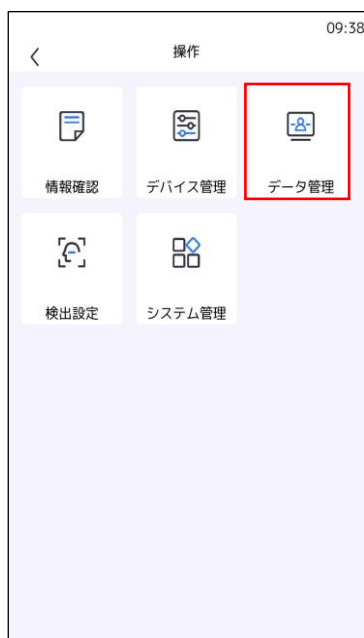 09:38
操作
情報確認
デバイス管理
データ管理
検出設定
システム管理